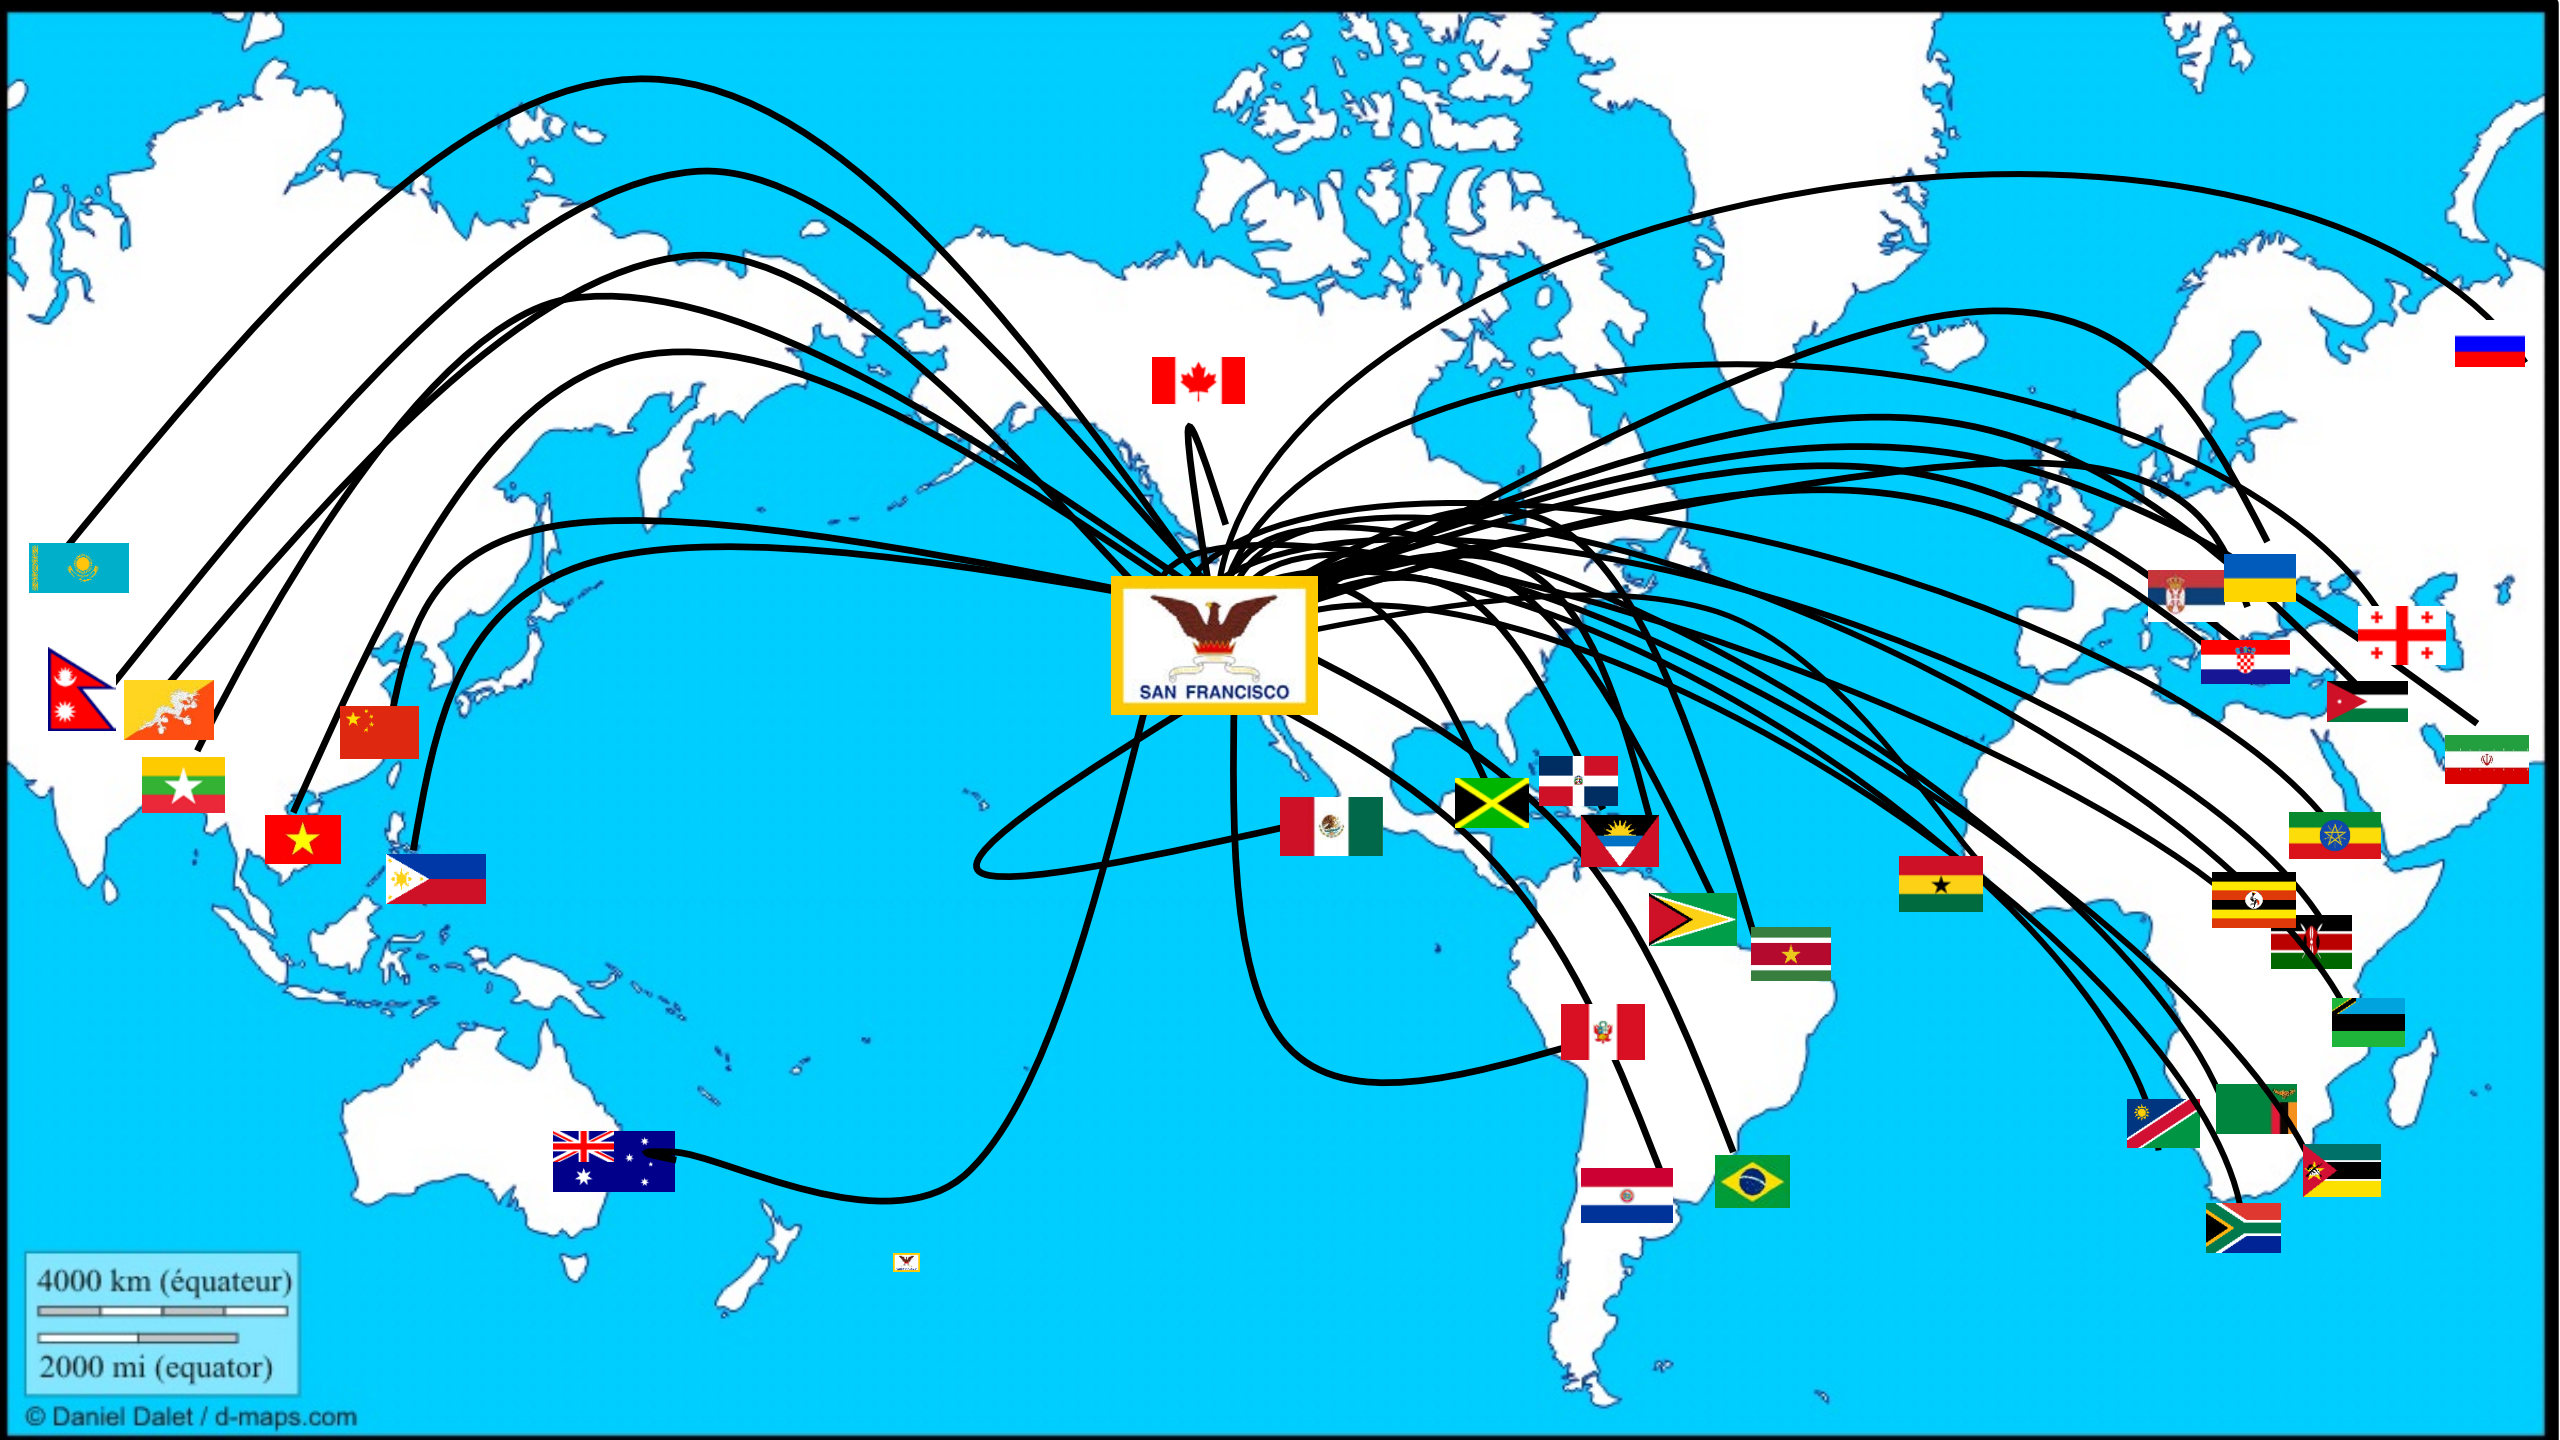 SAN FRANCISCO
4000 km (équateur)
2000 mi (equator)
© Daniel Dalet / d-maps.com